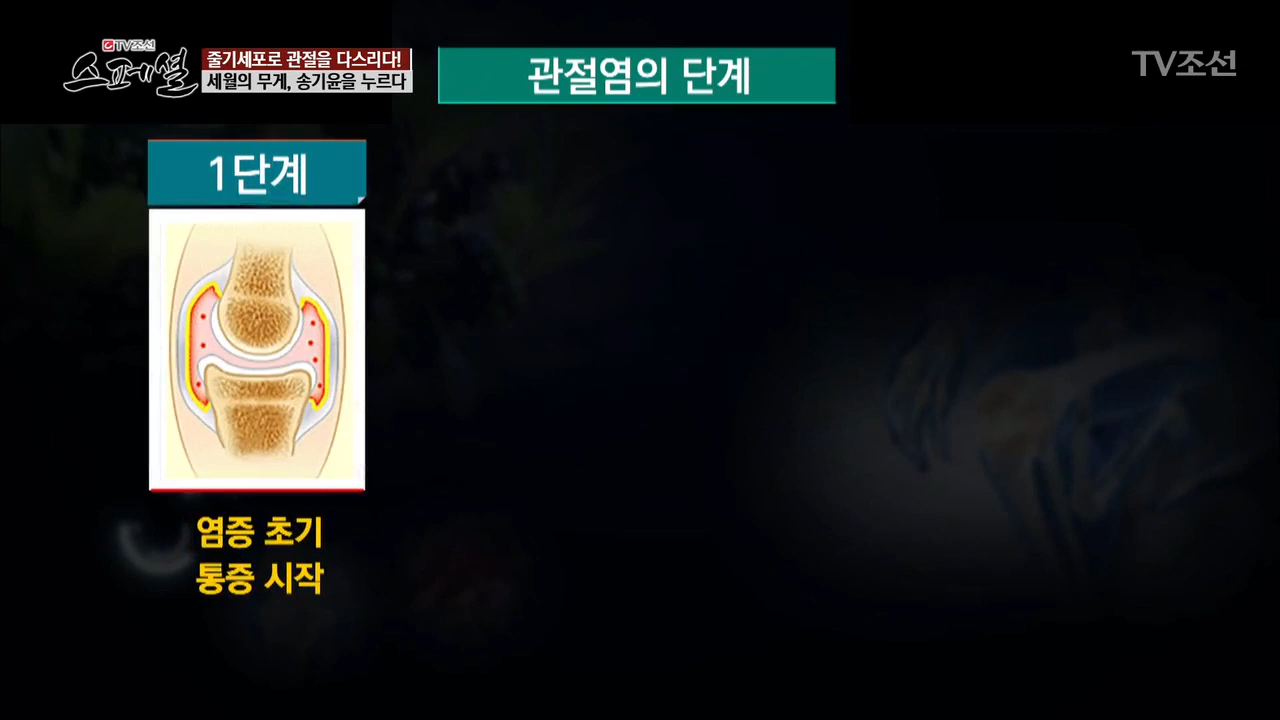 TV조선
스페셜
줄기세포로 관절을 다스리다!
세월의 무게, 송기윤을 누르다
관절염의 단계
TV조선
1단계
염증 초기
통증 시작